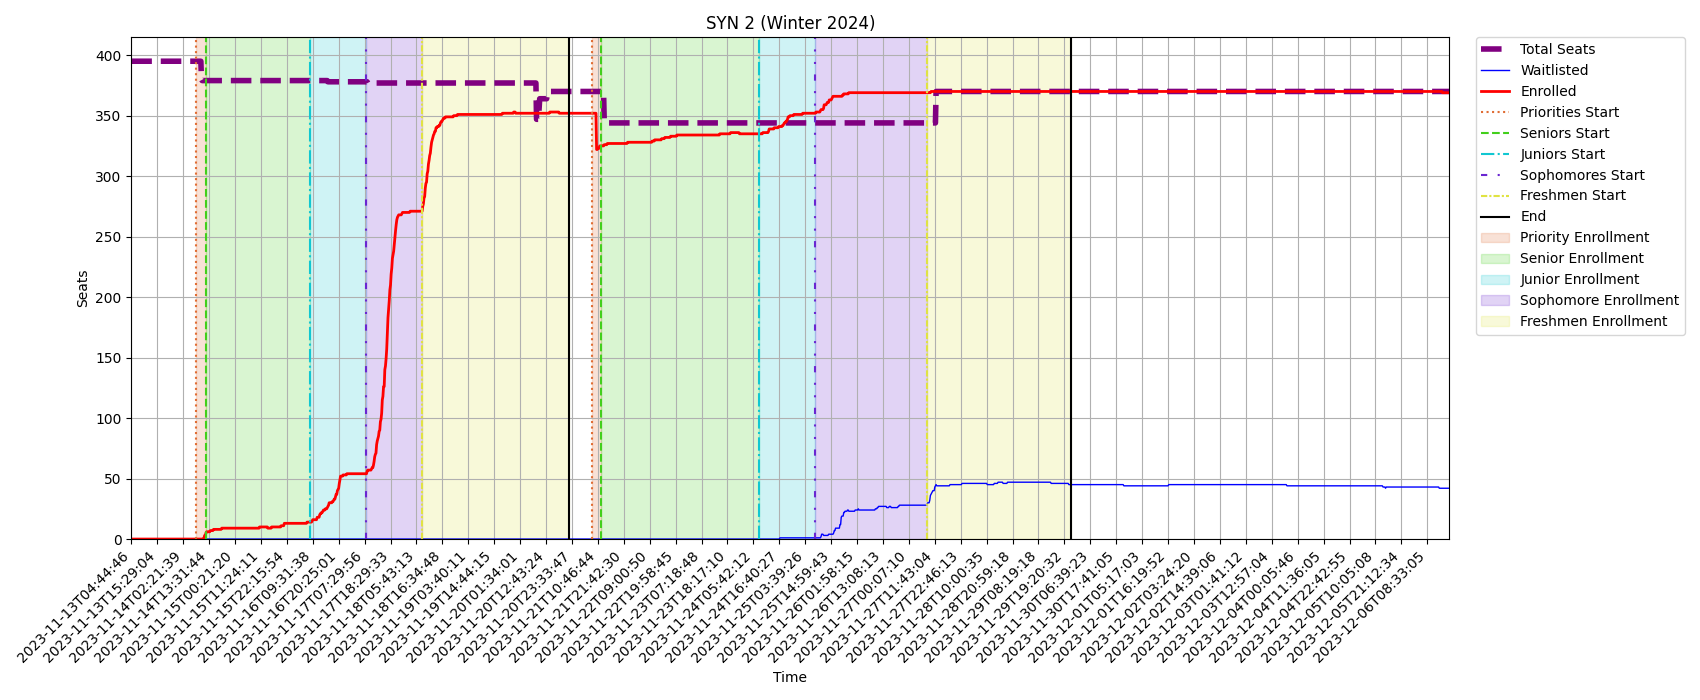 SYN 2 (Winter 2024)
400
350
300
250
200
150
100
50
0
Seats
2023-11-13T04:44:46
2023-11-13T15:29:04
2023-11-14T02:21:39
2023-11-14T13:31:44
2023-11-15T00:21:20
2023-11-15T11:24:11
2023-11-15T22:15:54
2023-11-16T09:31:38
2023-11-16T20:25:01
2023-11-17T07:29:56
2023-11-17T18:29:33
2023-11-18T05:43:13
2023-11-18T16:34:48
2023-11-19T03:40:11
2023-11-19T14:44:15
2023-11-20T01:34:01
2023-11-20T12:43:24
2023-11-20T23:33:47
2023-11-21T10:46:44
2023-11-21T21:42:30
2023-11-22T09:00:50
2023-11-22T19:58:45
2023-11-23T07:18:48
2023-11-23T18:17:10
2023-11-24T05:42:12
2023-11-24T16:40:27
2023-11-25T03:39:26
2023-11-25T14:59:43
2023-11-26T01:58:15
2023-11-26T13:08:13
2023-11-27T00:07:10
2023-11-27T11:43:04
2023-11-27T22:46:13
2023-11-28T10:00:35
2023-11-28T20:59:18
2023-11-29T08:19:18
2023-11-29T19:20:32
2023-11-30T06:39:23
2023-11-30T17:41:05
2023-12-01T05:17:03
2023-12-01T16:19:52
2023-12-02T03:24:20
2023-12-02T14:39:06
2023-12-03T01:41:12
2023-12-03T12:57:04
2023-12-04T00:05:46
2023-12-04T11:36:05
2023-12-04T22:42:55
2023-12-05T10:05:08
2023-12-05T21:12:34
2023-12-06T08:33:05
Time
Total Seats
Waitlisted
Enrolled
Priorities Start
Seniors Start
Juniors Start
Sophomores Start
Freshmen Start
End
Priority Enrollment
Senior Enrollment
Junior Enrollment
Sophomore Enrollment
Freshmen Enrollment